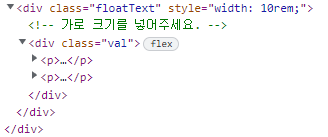 ▼<div class="floatText" style="width: 10rem;">
<!-- 가로 크기를 넣어주세요. -->
▼<div class="val"> flex
▶<p>…</p>
▶<p>…</p>
</div>
</div>